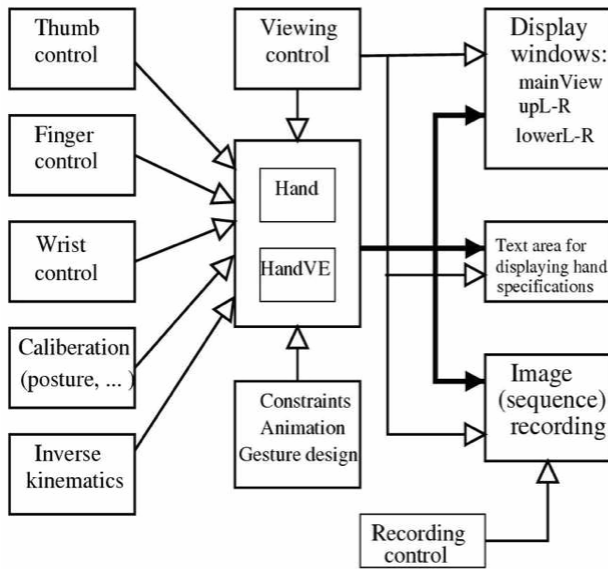 Thumb
control
Finger
control
Wrist
control
Caliberation
(posture, ... )
Inverse
kinematics
Viewing
control
Hand
HandVE
Constraints
Animation
Gesture design
Display
windows:
mainView
upL-R
lowerL-R
Text area for
displaying hand
specifications
Image
(sequence)
recording
Recording
control